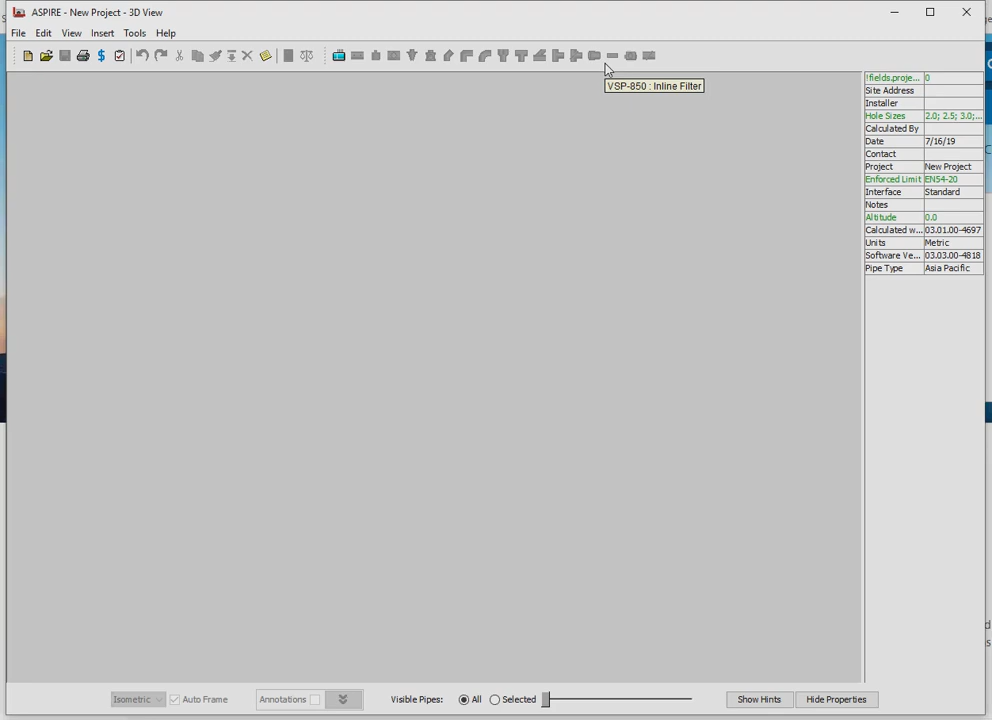 ASPIRE - New Project - 3D View
File Edit View Insert Tools Help
$
VSP-850 : Inline Filter
!fields.proje... 0
Site Address
Installer
Hole Sizes 2.0; 2.5; 3.0;...
Calculated By
Date 7/16/19
Contact
Project New Project
Enforced Limit EN54-20
Interface Standard
Notes
Altitude 0.0
Calculated w... 03.01.00-4697
Units Metric
Software Ve... 03.03.00-4818
Pipe Type Asia Pacific
Isometric Auto Frame Annotations Visible Pipes: All Selected Show Hints Hide Properties